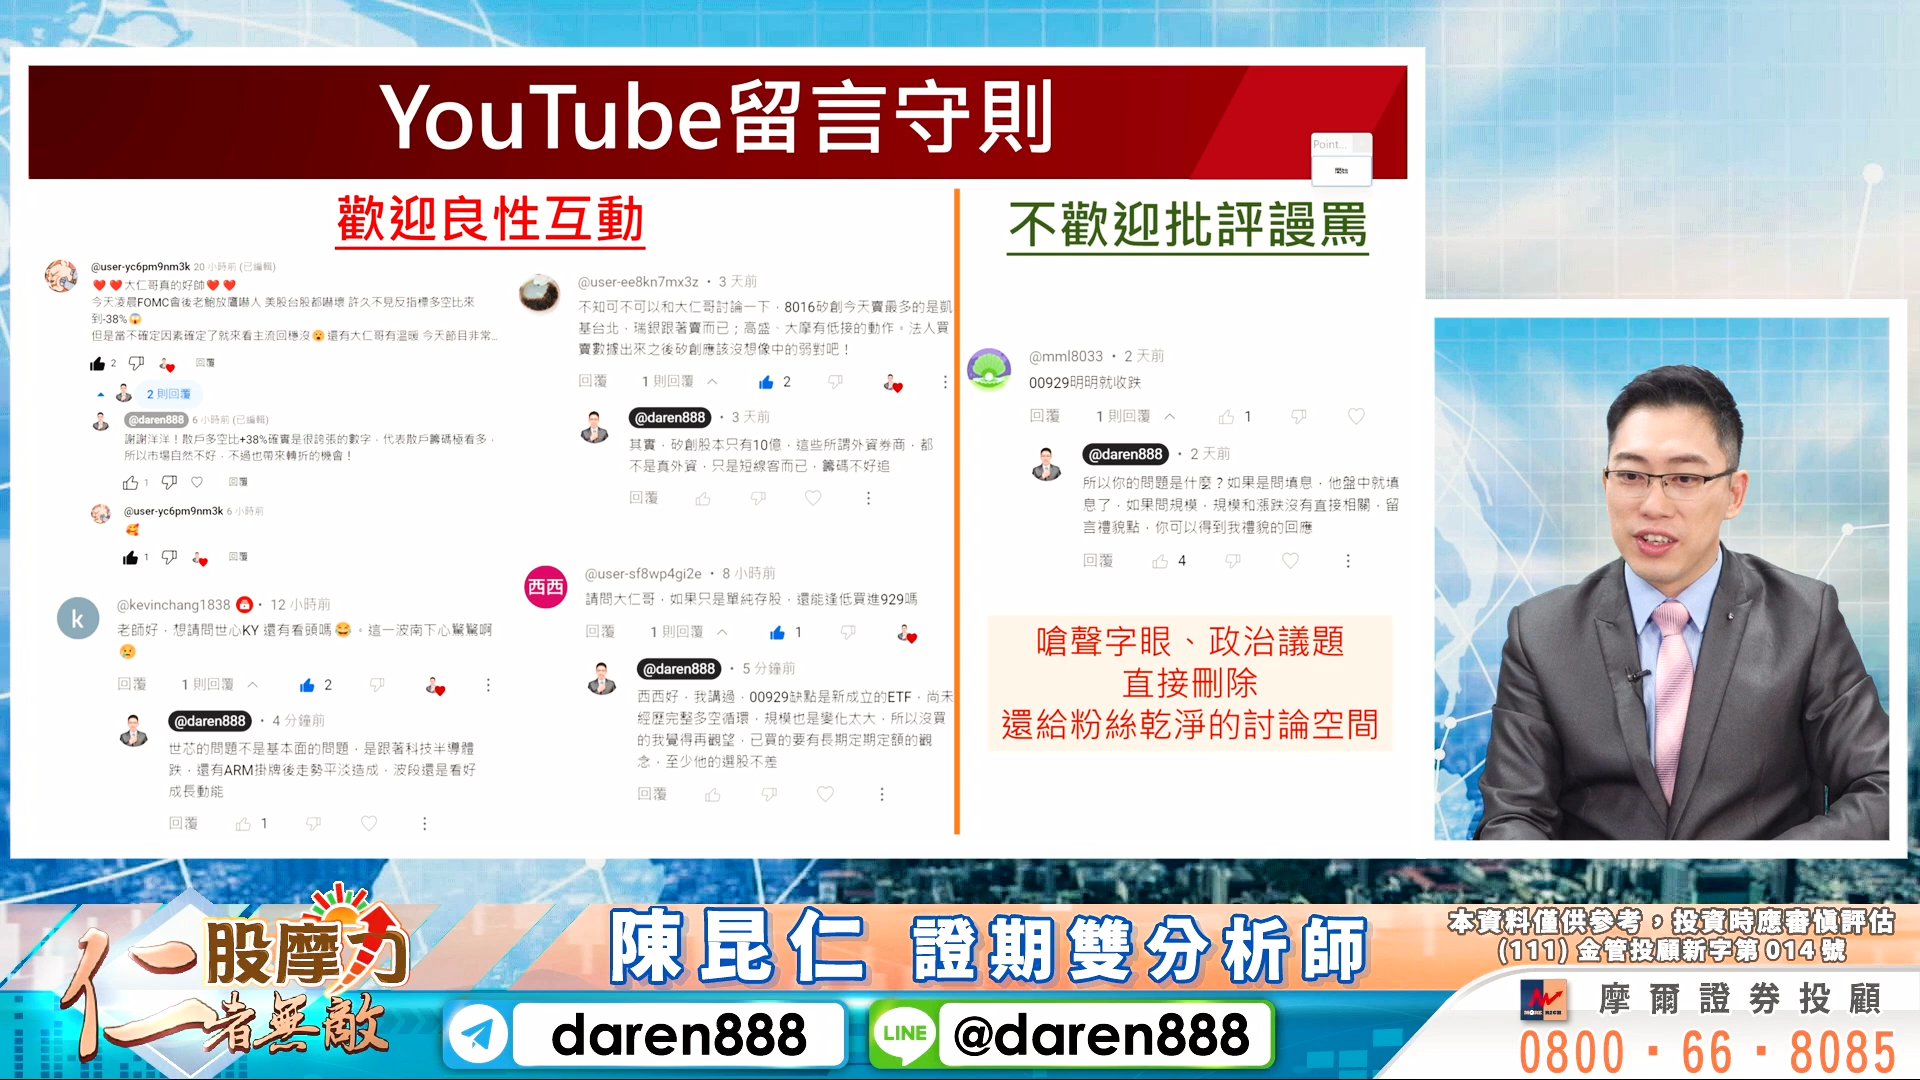 YouTube留言守則
Point...
開始
歡迎良性互動
@user-yc6pm9nm3k 20 小時前 (已編輯)
大仁哥真的好帥
今天凌晨FOMC會後老鮑放鷹嚇人 美股台股都嚇壞 許久不見反指標多空比來
到-38%
但是當不確定因素確定了就來看主流回穩沒 還有大仁哥有溫暖 今天節目非常...
2
回覆
2 則回覆
@daren888 6 小時前 (已編輯)
謝謝洋洋！散戶多空比+38%確實是很誇張的數字，代表散戶籌碼極看多，
所以市場自然不好，不過也帶來轉折的機會！
1
回覆
@user-yc6pm9nm3k 6 小時前
1
回覆
k
@kevinchang1838 · 12 小時前
老師好，想請問世心KY 還有看頭嗎 。這一波南下心驚驚啊
回覆
1 則回覆
2
@daren888 · 4 分鐘前
世芯的問題不是基本面的問題，是跟著科技半導體
跌，還有ARM掛牌後走勢平淡造成，波段還是看好
成長動能
回覆
1
@user-ee8kn7mx3z · 3 天前
不知可不可以和大仁哥討論一下，8016矽創今天賣最多的是凱
基台北，瑞銀跟著賣而已；高盛、大摩有低接的動作。法人買
賣數據出來之後矽創應該沒想像中的弱對吧！
回覆
1 則回覆
2
@daren888 · 3 天前
其實，矽創股本只有10億，這些所謂外資券商，都
不是真外資，只是短線客而已，籌碼不好追
回覆
西西
@user-sf8wp4gi2e · 8 小時前
請問大仁哥，如果只是單純存股，還能逢低買進929嗎
回覆
1 則回覆
1
@daren888 · 5 分鐘前
西西好，我講過，00929缺點是新成立的ETF，尚未
經歷完整多空循環，規模也是變化太大，所以沒買
的我覺得再觀望，已買的要有長期定期定額的觀
念，至少他的選股不差
回覆
不歡迎批評謾罵
@mml8033 · 2 天前
00929明明就收跌
回覆
1 則回覆
1
@daren888 · 2 天前
所以你的問題是什麼？如果是問填息，他盤中就填
息了，如果問規模，規模和漲跌沒有直接相關，留
言禮貌點，你可以得到我禮貌的回應
回覆
4
嗆聲字眼、政治議題
直接刪除
還給粉絲乾淨的討論空間
股摩力
仁者無敵
陳昆仁 證期雙分析師
daren888
LINE
@daren888
本資料僅供參考，投資時應審慎評估
(111) 金管投顧新字第 014 號
MORE RICH
摩爾證券投顧
0800·66·8085